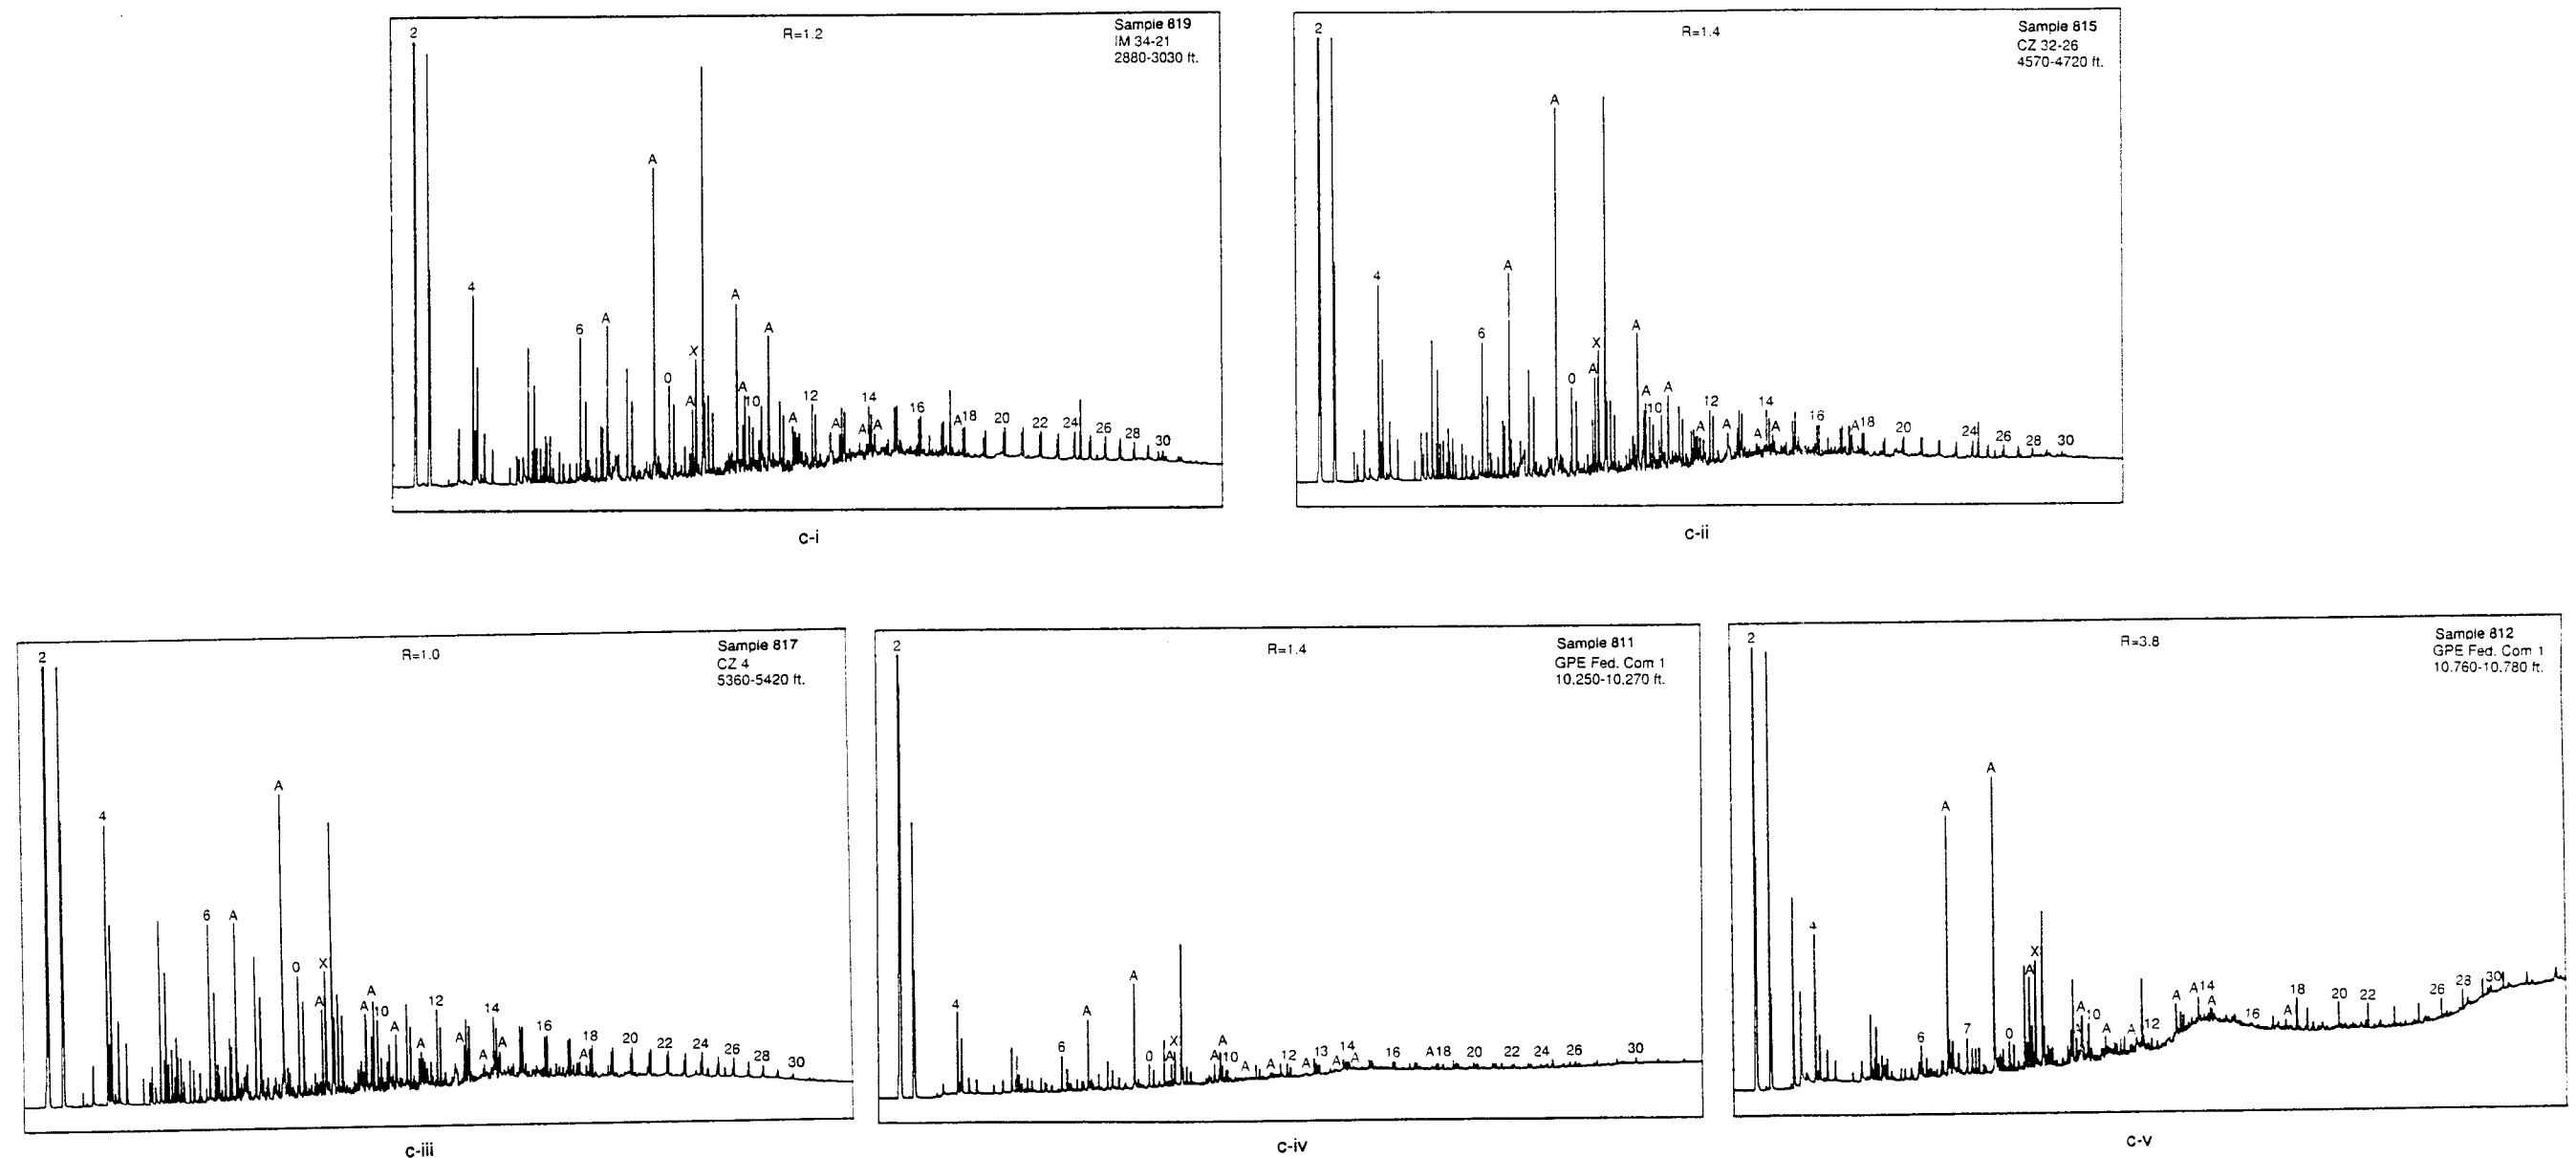 R=1.2
Sample 819
IM 34-21
2880-3030 ft.
2
4
6
A
A
0
A
X
A
A
10
A
A
12
A
A
14
A
16
A
18
20
22
24
26
28
30
c-i
R=1.4
Sample 815
CZ 32-26
4570-4720 ft.
2
4
6
A
A
0
A
X
A
A
10
A
A
12
A
A
14
A
16
A
18
20
24
26
28
30
c-ii
R=1.0
Sample 817
CZ 4
5360-5420 ft.
2
4
6
A
A
0
A
X
A
A
10
A
A
12
A
A
14
A
16
A
18
20
22
24
26
28
30
c-iii
R=1.4
Sample 811
GPE Fed. Com 1
10.250-10.270 ft.
2
4
6
A
A
0
A
X
A
A
10
A
A
12
A
13
A
14
A
16
A
18
20
22
24
26
30
c-iv
R=3.8
Sample 812
GPE Fed. Com 1
10.760-10.780 ft.
2
4
6
A
7
A
0
A
X
A
10
A
A
12
A
A
14
A
16
A
18
20
22
26
28
30
c-v